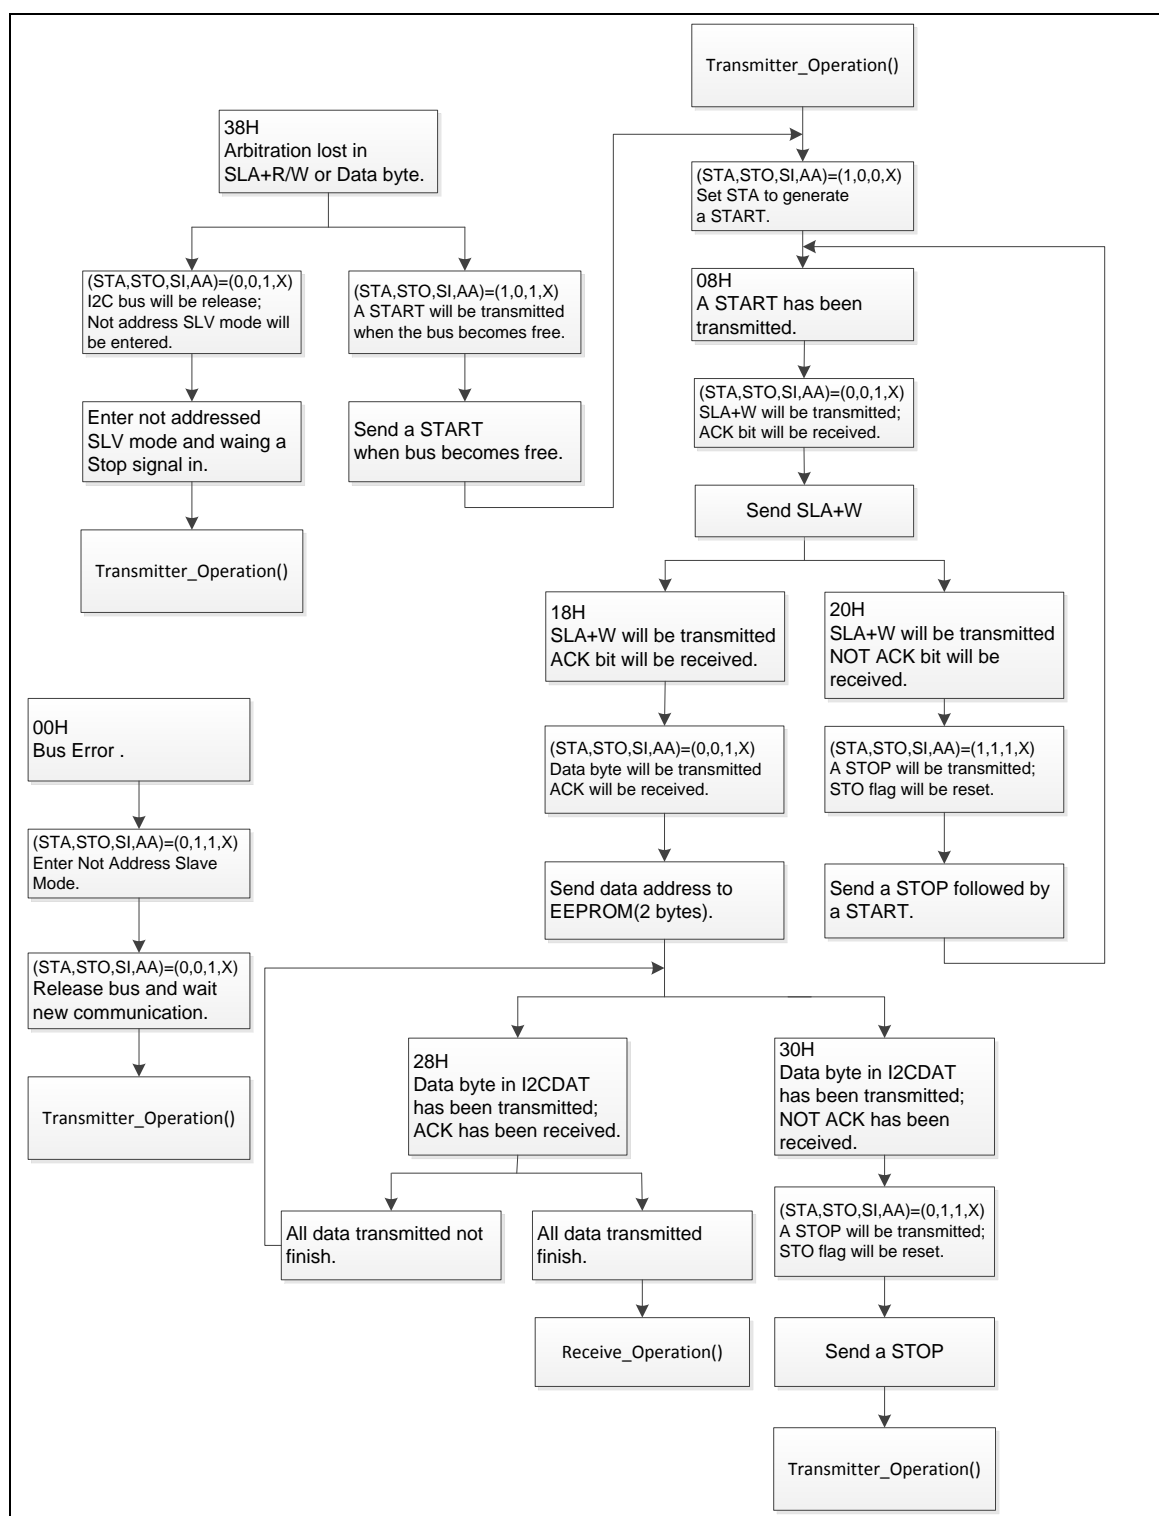 Transmitter_Operation()
38H
Arbitration lost in
SLA+R/W or Data byte.
(STA,STO,SI,AA)=(1,0,0,X)
Set STA to generate
a START.
(STA,STO,SI,AA)=(0,0,1,X)
I2C bus will be release;
Not address SLV mode will
be entered.
(STA,STO,SI,AA)=(1,0,1,X)
A START will be transmitted
when the bus becomes free.
08H
A START has been
transmitted.
Enter not addressed
SLV mode and waing a
Stop signal in.
Send a START
when bus becomes free.
(STA,STO,SI,AA)=(0,0,1,X)
SLA+W will be transmitted;
ACK bit will be received.
Send SLA+W
Transmitter_Operation()
18H
SLA+W will be transmitted
ACK bit will be received.
20H
SLA+W will be transmitted
NOT ACK bit will be
received.
00H
Bus Error .
(STA,STO,SI,AA)=(0,0,1,X)
Data byte will be transmitted
ACK will be received.
(STA,STO,SI,AA)=(1,1,1,X)
A STOP will be transmitted;
STO flag will be reset.
(STA,STO,SI,AA)=(0,1,1,X)
Enter Not Address Slave
Mode.
Send data address to
EEPROM(2 bytes).
Send a STOP followed by
a START.
(STA,STO,SI,AA)=(0,0,1,X)
Release bus and wait
new communication.
28H
Data byte in I2CDAT
has been transmitted;
ACK has been received.
30H
Data byte in I2CDAT
has been transmitted;
NOT ACK has been
received.
Transmitter_Operation()
All data transmitted not
finish.
All data transmitted
finish.
(STA,STO,SI,AA)=(0,1,1,X)
A STOP will be transmitted;
STO flag will be reset.
Receive_Operation()
Send a STOP
Transmitter_Operation()